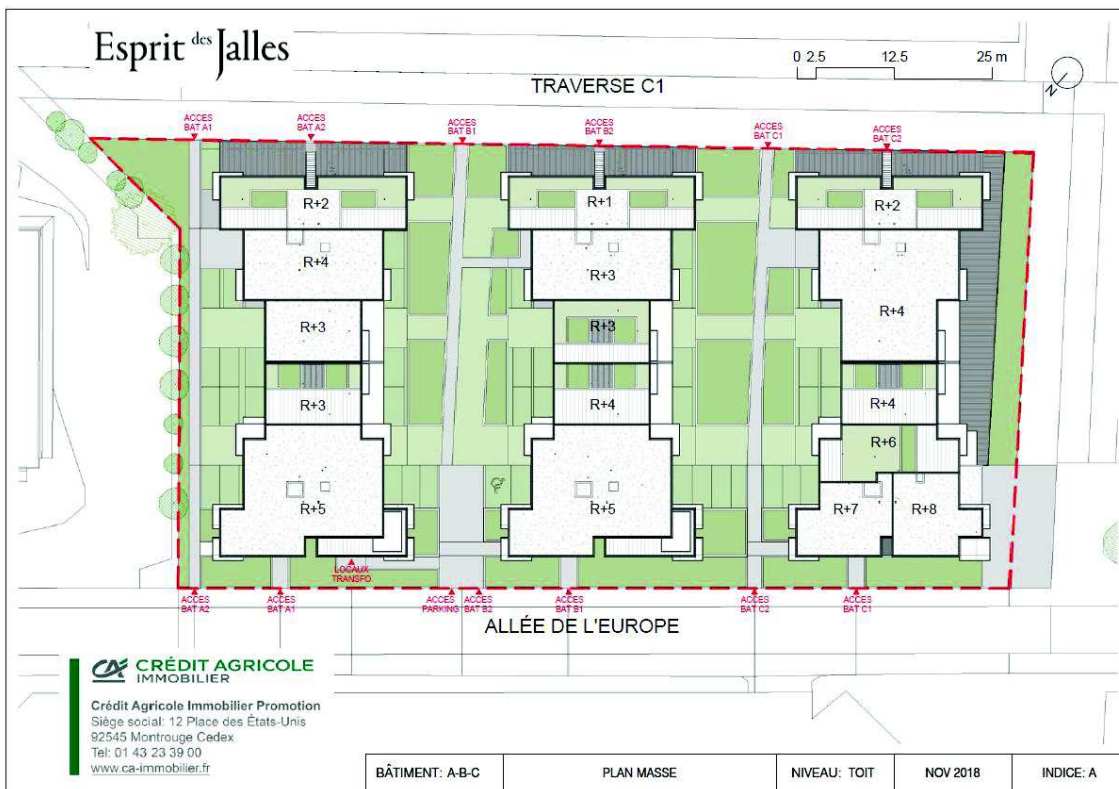 Esprit des Jalles
0 2.5 12.5 25 m
N
TRAVERSE C1
ACCES
BAT A1
ACCES
BAT A2
ACCES
BAT B1
ACCES
BAT B2
ACCES
BAT C1
ACCES
BAT C2
R+2
R+1
R+2
R+4
R+3
R+4
R+3
R+3
R+3
R+4
R+4
R+6
R+5
R+5
R+7
R+8
LOCAUX
TRANSFO
ACCES
BAT A2
ACCES
BAT A1
ACCES
PARKING
ACCES
BAT B2
ACCES
BAT B1
ACCES
BAT C2
ACCES
BAT C1
ALLÉE DE L'EUROPE
CA CRÉDIT AGRICOLE
IMMOBILIER
Crédit Agricole Immobilier Promotion
Siège social: 12 Place des États-Unis
92545 Montrouge Cedex
Tel: 01 43 23 39 00
www.ca-immobilier.fr
BÂTIMENT: A-B-C
PLAN MASSE
NIVEAU: TOIT
NOV 2018
INDICE: A